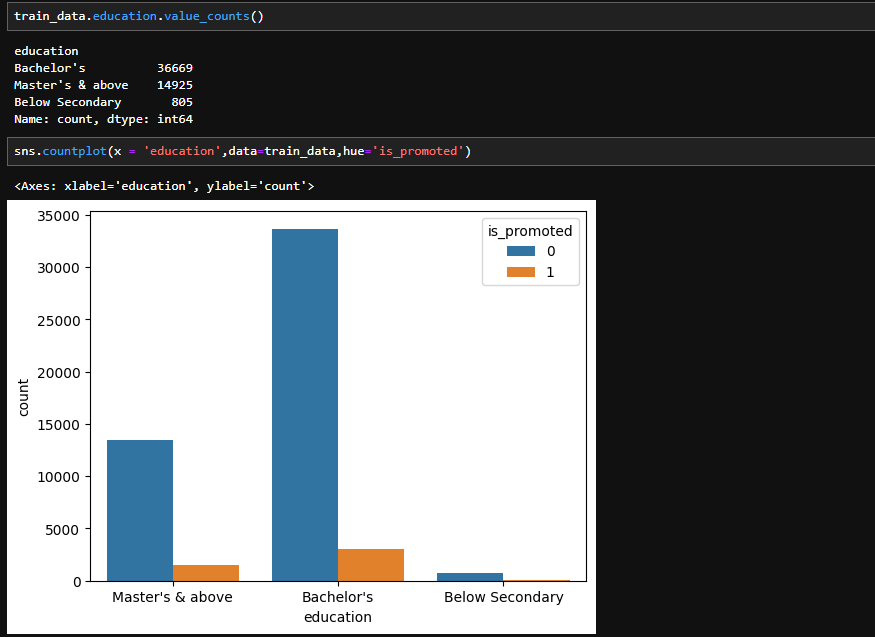 train_data.education.value_counts()
education
Bachelor's 36669
Master's & above 14925
Below Secondary 805
Name: count, dtype: int64
sns.countplot(x = 'education',data=train_data,hue='is_promoted')
<Axes: xlabel='education', ylabel='count'>
35000
30000
25000
20000
15000
10000
5000
0
count
is_promoted
0
1
Master's & above Bachelor's Below Secondary
education